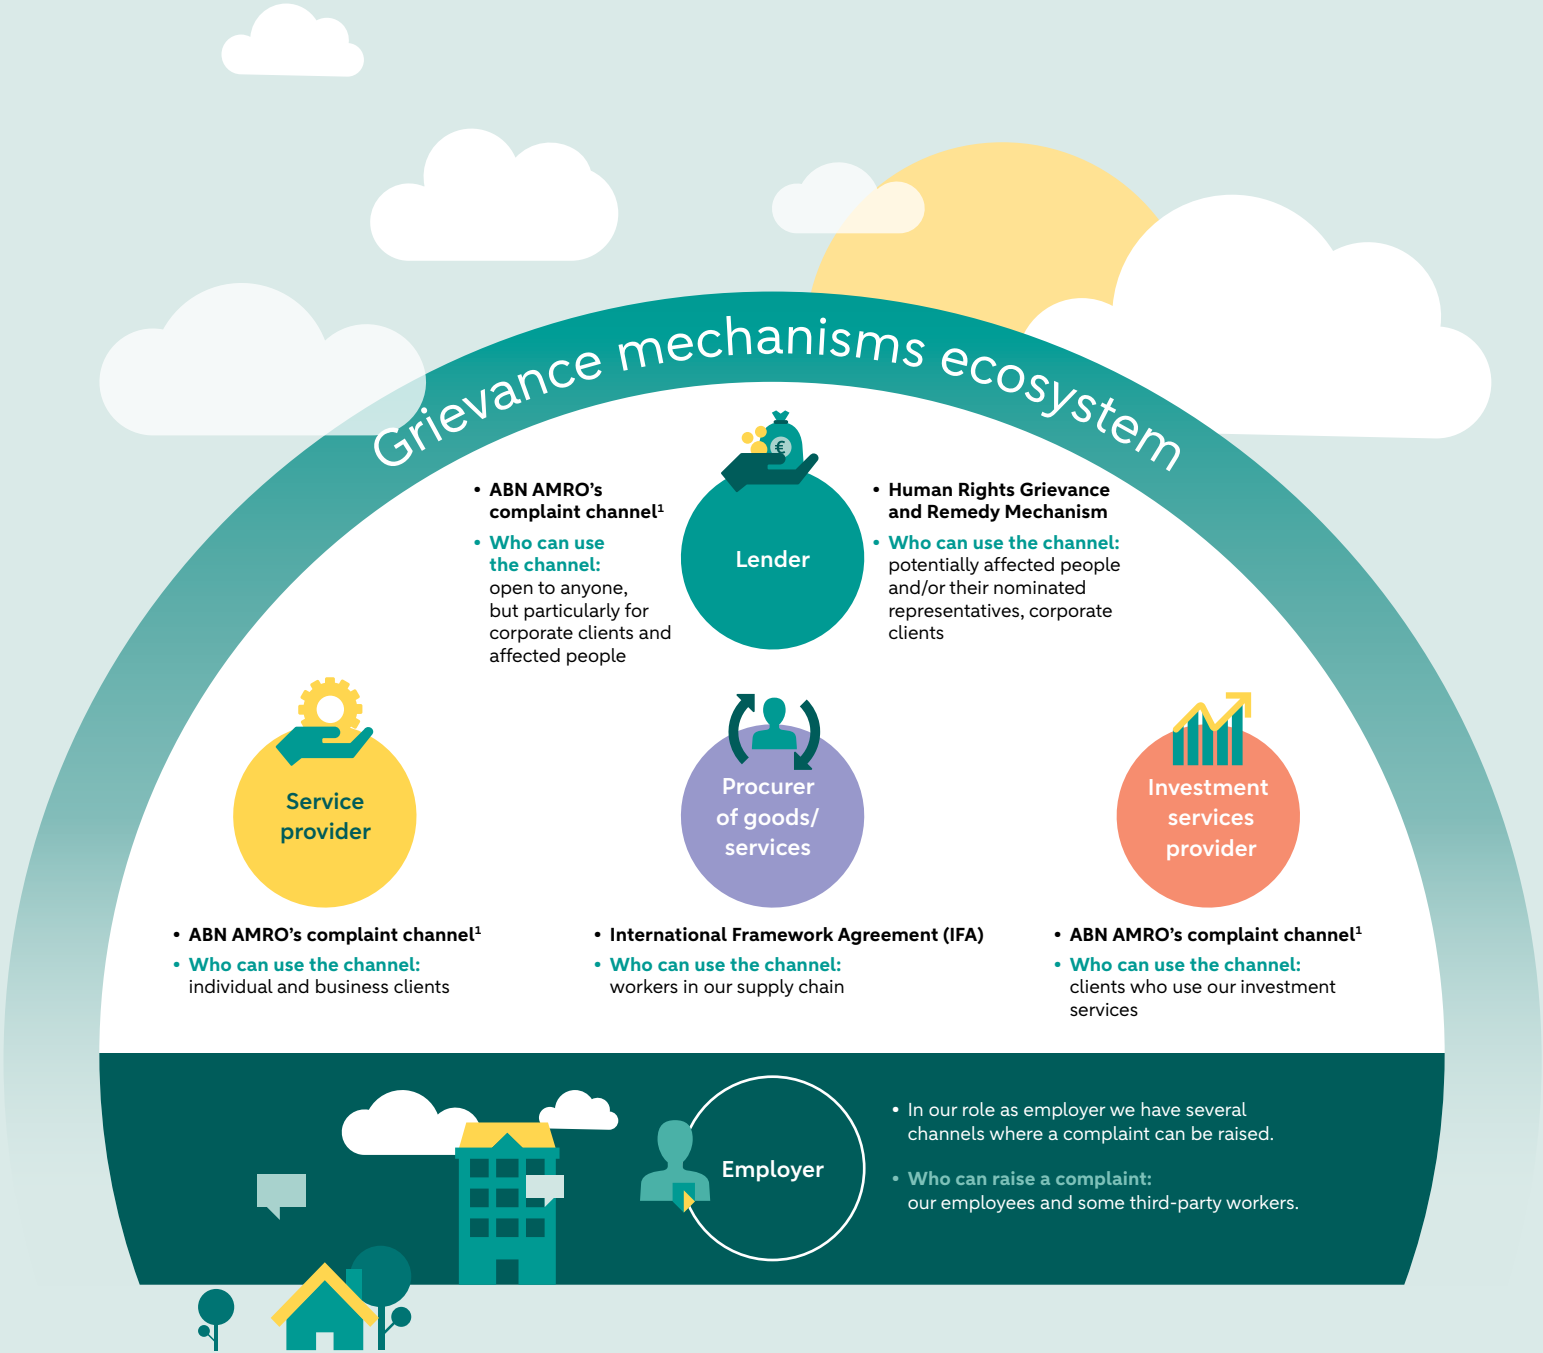 Grievance mechanisms ecosystem
• ABN AMRO's
complaint channel¹
• Who can use
the channel:
open to anyone,
but particularly for
corporate clients and
affected people
€
Lender
• Human Rights Grievance
and Remedy Mechanism
• Who can use the channel:
potentially affected people
and/or their nominated
representatives, corporate
clients
Service
provider
• ABN AMRO's complaint channel¹
• Who can use the channel:
individual and business clients
Procurer
of goods/
services
• International Framework Agreement (IFA)
• Who can use the channel:
workers in our supply chain
Investment
services
provider
• ABN AMRO's complaint channel¹
• Who can use the channel:
clients who use our investment
services
Employer
• In our role as employer we have several
channels where a complaint can be raised.
• Who can raise a complaint:
our employees and some third-party workers.